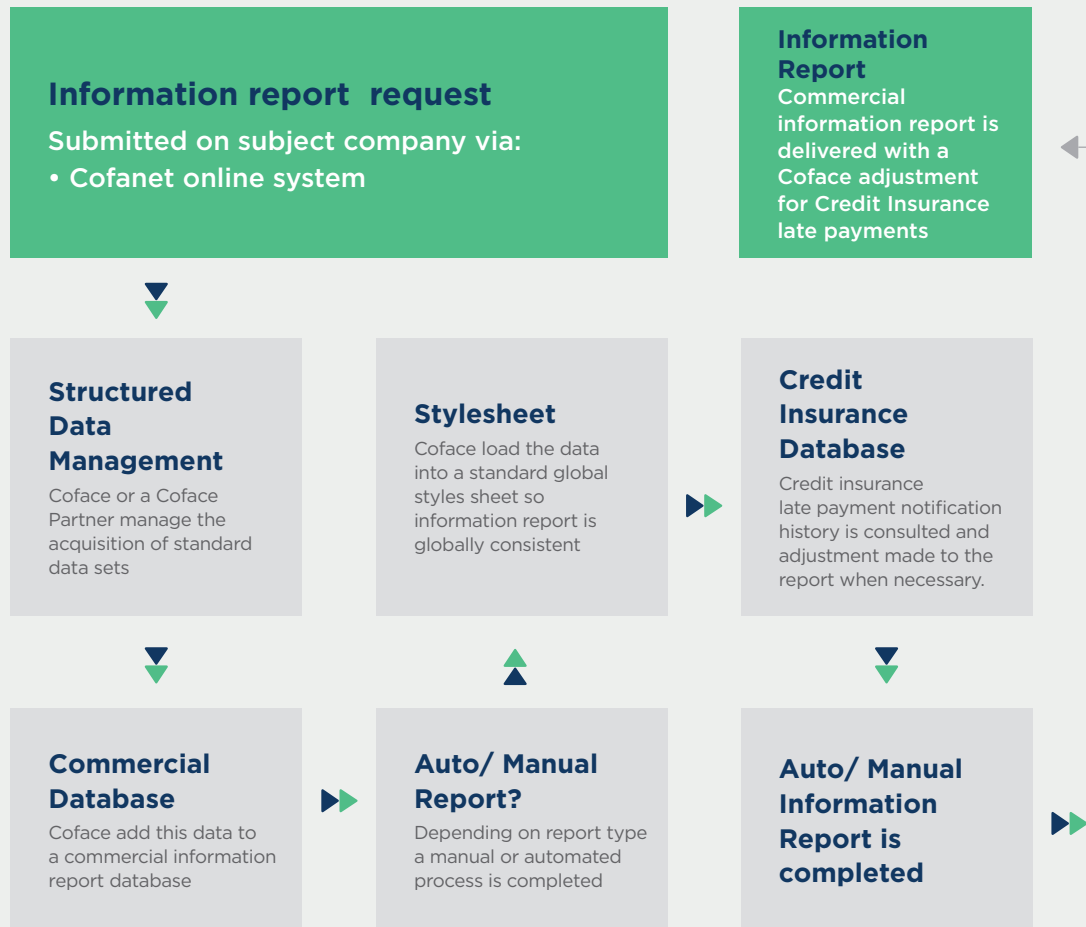 Information report  request
Submitted on subject company via:
• Cofanet online system
Information
Report
Commercial
information report is
delivered with a
Coface adjustment
for Credit Insurance
late payments
Structured
Data
Management
Coface or a Coface
Partner manage the
acquisition of standard
data sets
Stylesheet
Coface load the data
into a standard global
styles sheet so
information report is
globally consistent
Credit
Insurance
Database
Credit insurance
late payment notification
history is consulted and
adjustment made to the
report when necessary.
Commercial
Database
Coface add this data to
a commercial information
report database
Auto/ Manual
Report?
Depending on report type
a manual or automated
process is completed
Auto/ Manual
Information
Report is
completed